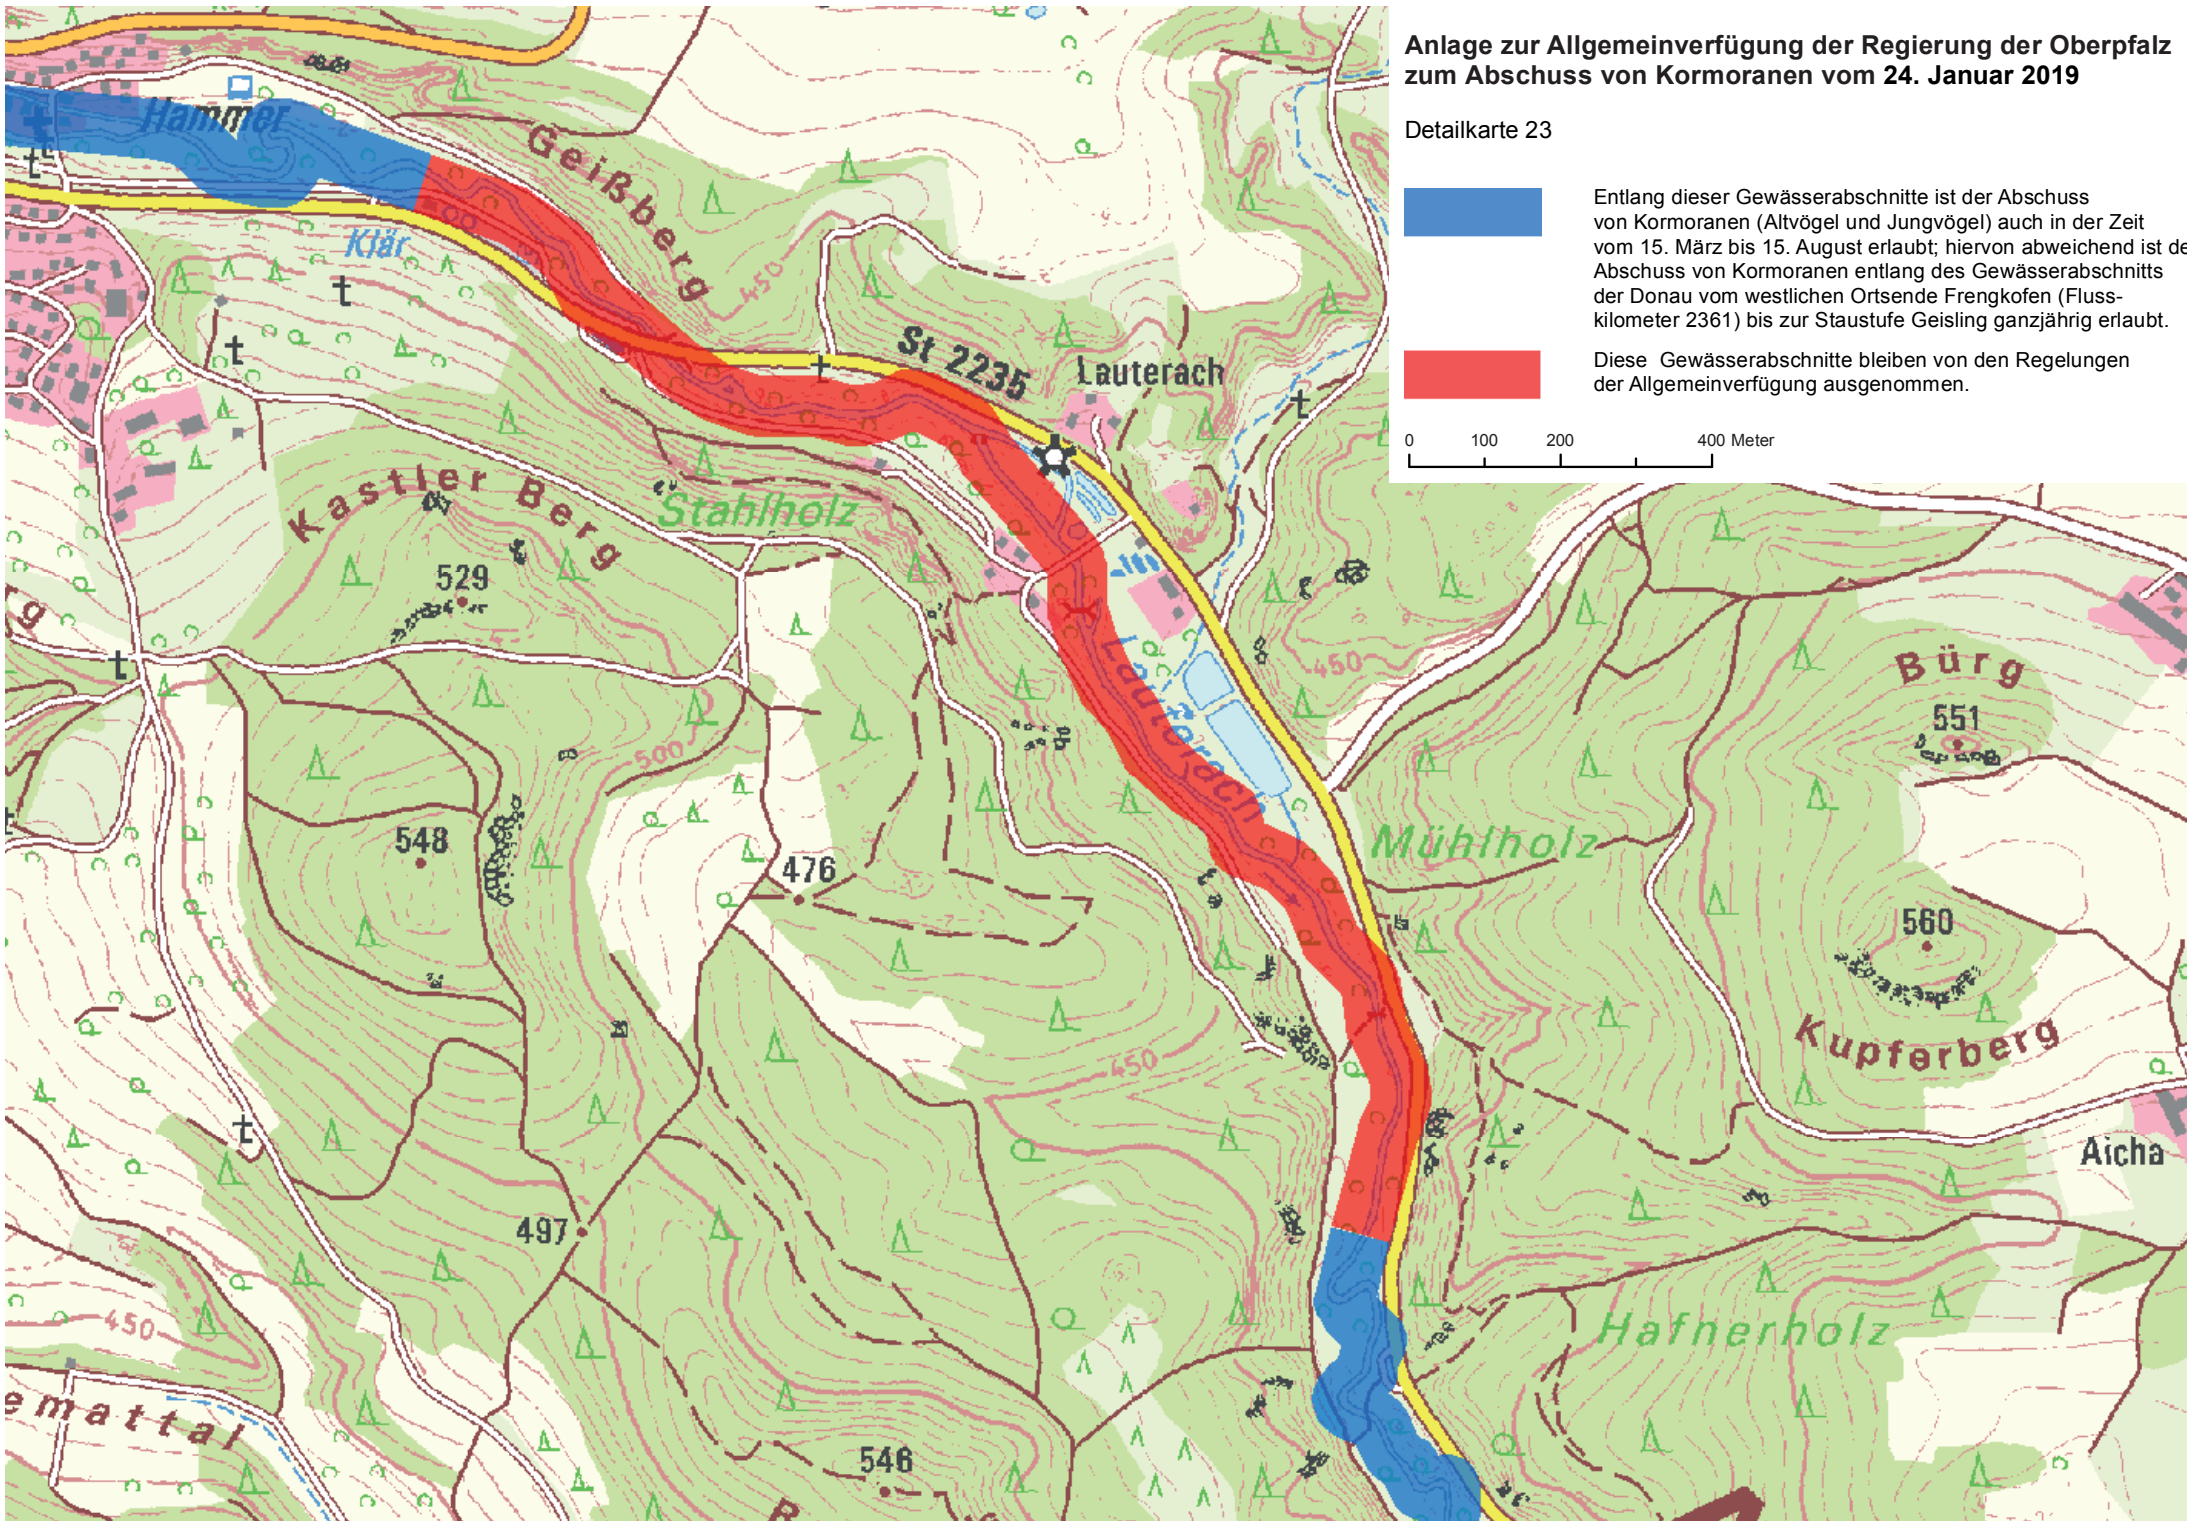 Anlage zur Allgemeinverfügung der Regierung der Oberpfalz
zum Abschuss von Kormoranen vom 24. Januar 2019
Detailkarte 23
Entlang dieser Gewässerabschnitte ist der Abschuss
von Kormoranen (Altvögel und Jungvögel) auch in der Zeit
vom 15. März bis 15. August erlaubt; hiervon abweichend ist de
Abschuss von Kormoranen entlang des Gewässerabschnitts
der Donau vom westlichen Ortsende Frengkofen (Fluss-
kilometer 2361) bis zur Staustufe Geisling ganzjährig erlaubt.
Diese Gewässerabschnitte bleiben von den Regelungen
der Allgemeinverfügung ausgenommen.
0 100 200 400 Meter
Hammer
Geißberg
Klär
450
St 2235
Lauterach
Kastler Berg
Stahlholz
529
rg
450
Lauterach
Bürg
551
500
548
476
Mühlholz
560
Kupferberg
450
Aicha
497
Hafnerholz
450
emattal
546